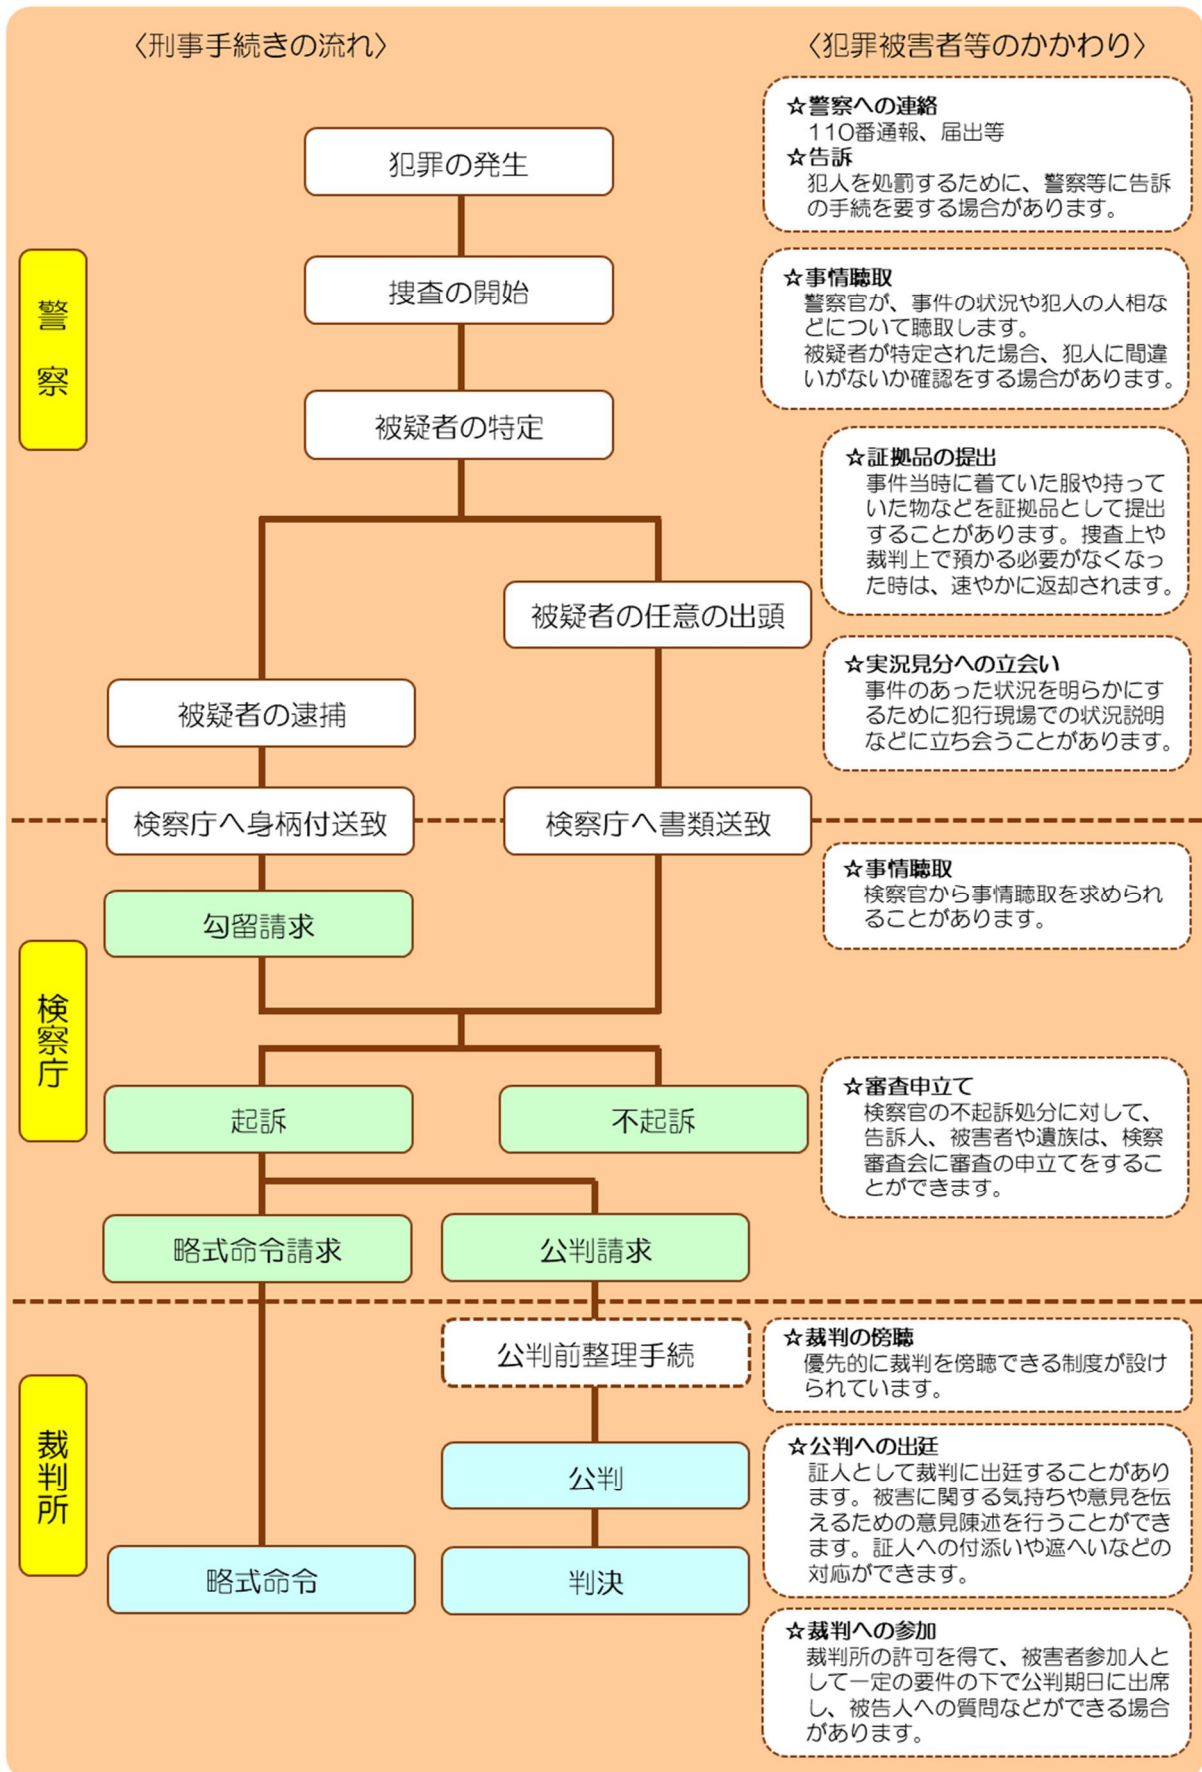 〈刑事手続きの流れ〉
〈犯罪被害者等のかかわり〉
警察
犯罪の発生
捜査の開始
被疑者の特定
被疑者の任意の出頭
被疑者の逮捕
検察庁へ身柄付送致
検察庁へ書類送致
検察庁
勾留請求
起訴
不起訴
略式命令請求
公判請求
裁判所
公判前整理手続
公判
略式命令
判決
☆警察への連絡
110番通報、届出等
☆告訴
犯人を処罰するために、警察等に告訴
の手続を要する場合があります。
☆事情聴取
警察官が、事件の状況や犯人の人相な
どについて聴取します。
被疑者が特定された場合、犯人に間違
いがないか確認をする場合があります。
☆証拠品の提出
事件当時に着ていた服や持って
いた物などを証拠品として提出
することがあります。捜査上や
裁判上で預かる必要がなくなっ
た時は、速やかに返却されます。
☆実況見分への立会い
事件のあった状況を明らかにす
るために犯行現場での状況説明
などに立ち会うことがあります。
☆事情聴取
検察官から事情聴取を求められ
ることがあります。
☆審査申立て
検察官の不起訴処分に対して、
告訴人、被害者や遺族は、検察
審査会に審査の申立てをするこ
とができます。
☆裁判の傍聴
優先的に裁判を傍聴できる制度が設け
られています。
☆公判への出廷
証人として裁判に出廷することがあり
ます。被害に関する気持ちや意見を伝
えるための意見陳述を行うことができ
ます。証人への付添いや遮へいなどの
対応ができます。
☆裁判への参加
裁判所の許可を得て、被害者参加人と
して一定の要件の下で公判期日に出席
し、被告人への質問などができる場合
があります。